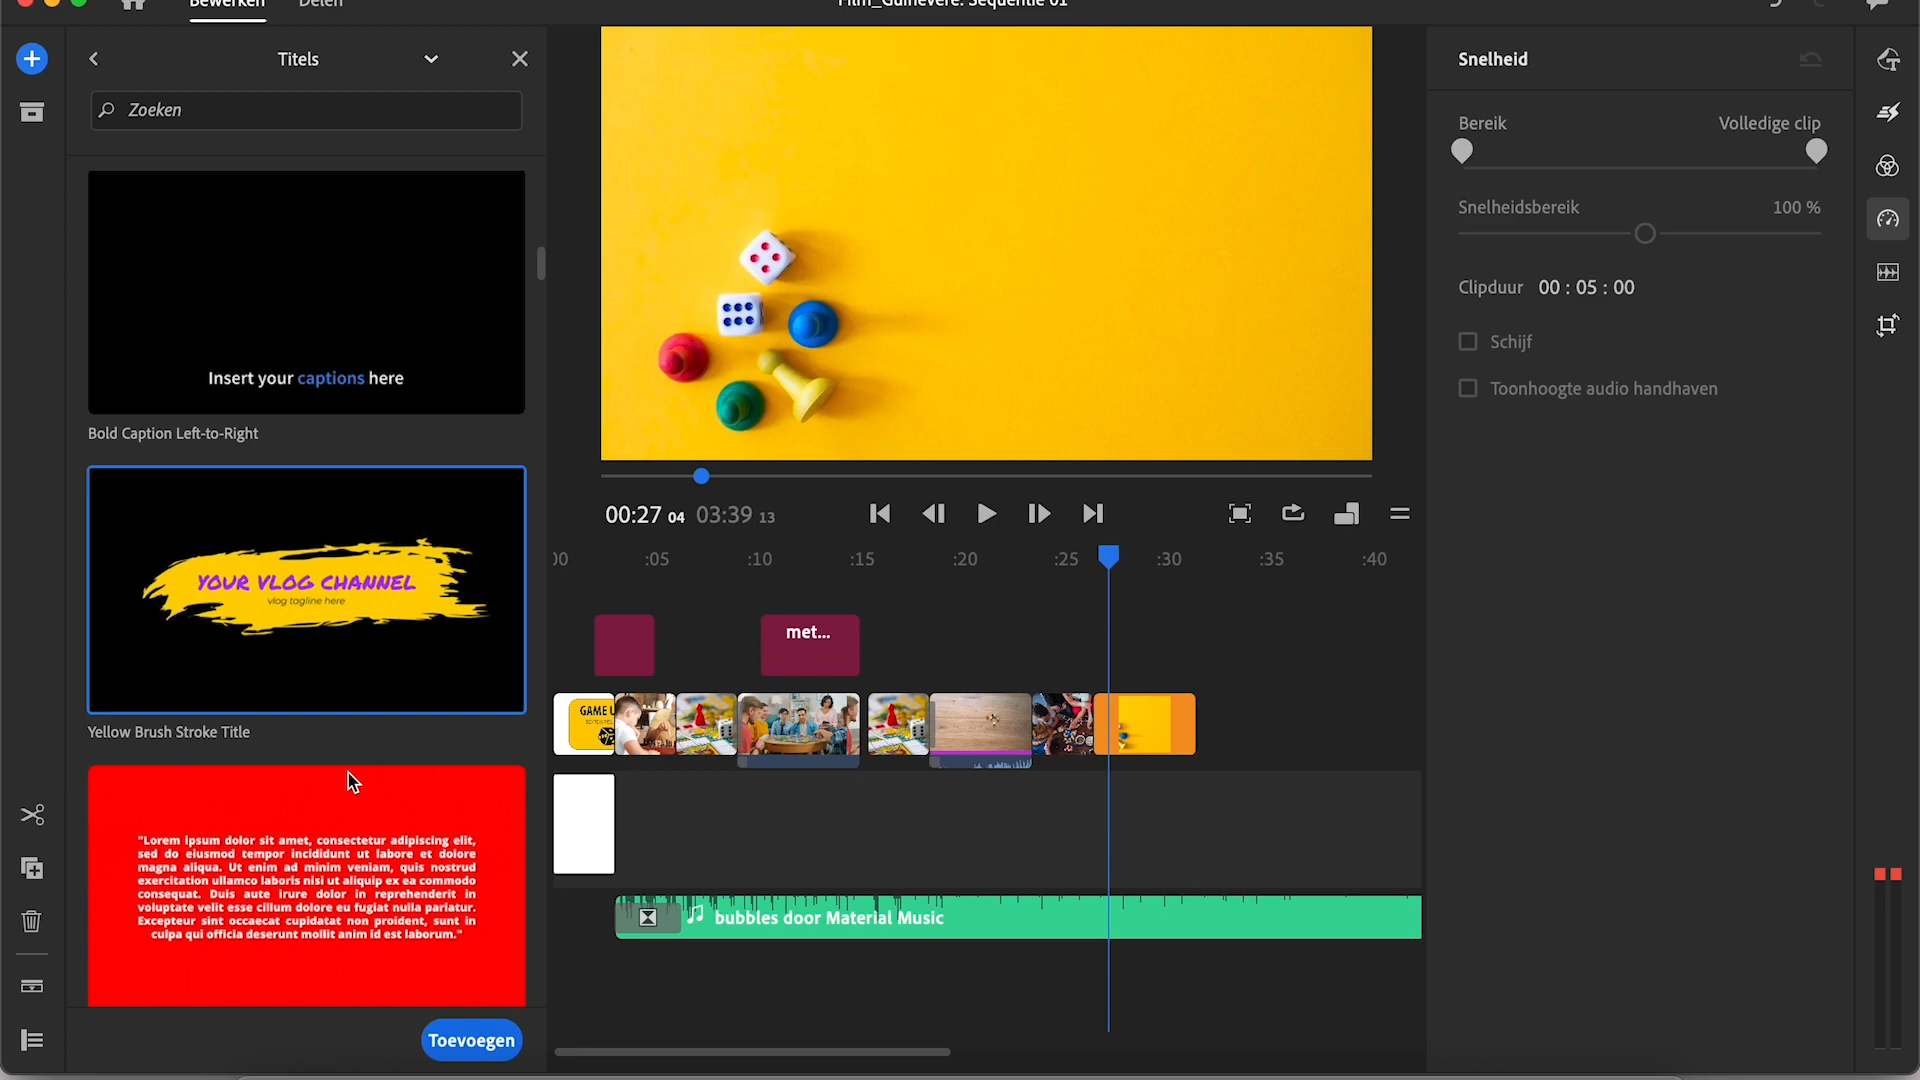 Bewerken
Delen
Film_Guinevere: Sequentie 01
Titels
Zoeken
Insert your captions here
Bold Caption Left-to-Right
YOUR VLOG CHANNEL
vlog tagline here
Yellow Brush Stroke Title
"Lorem ipsum dolor sit amet, consectetur adipiscing elit,
sed do eiusmod tempor incididunt ut labore et dolore
magna aliqua. Ut enim ad minim veniam, quis nostrud
exercitation ullamco laboris nisi ut aliquip ex ea commodo
consequat. Duis aute irure dolor in reprehenderit in
voluptate velit esse cillum dolore eu fugiat nulla pariatur.
Excepteur sint occaecat cupidatat non proident, sunt in
culpa qui officia deserunt mollit anim id est laborum."
Toevoegen
00:27 04 03:39 13
00 :05 :10 :15 :20 :25 :30 :35 :40
met...
GAME U
bubbles door Material Music
Snelheid
Bereik Volledige clip
Snelheidsbereik 100 %
Clipduur 00 : 05 : 00
Schijf
Toonhoogte audio handhaven